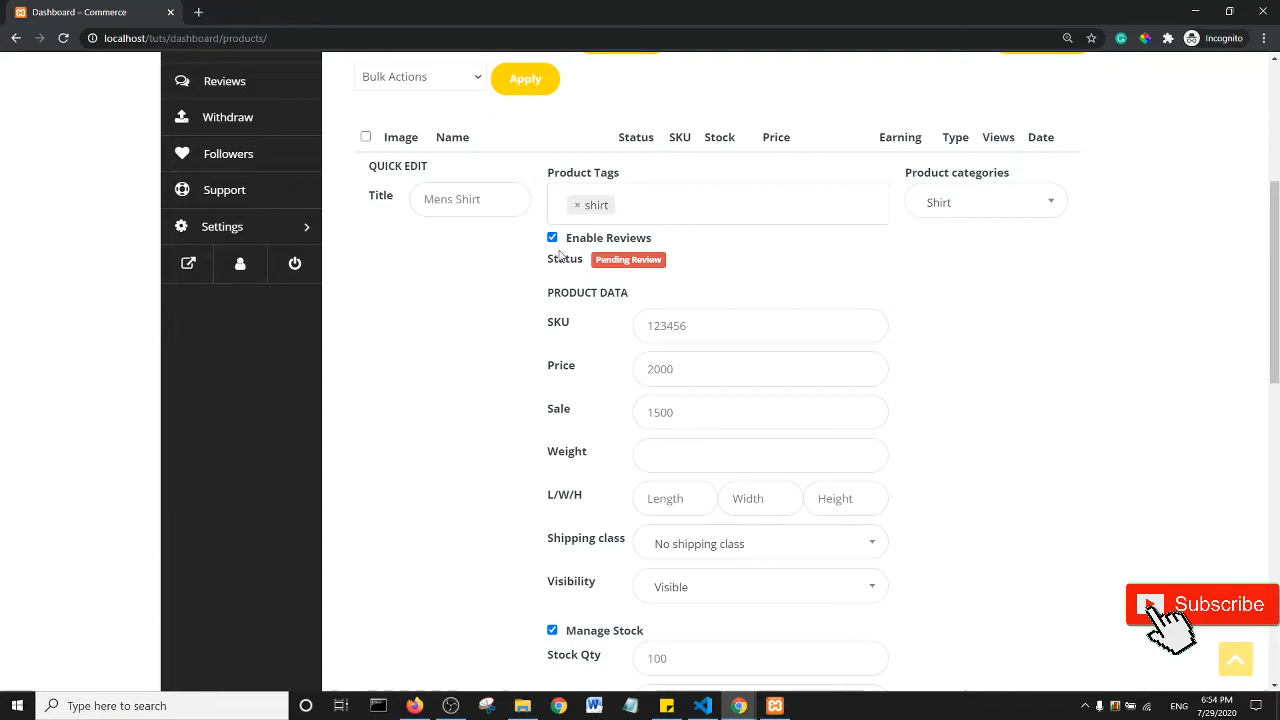 Dashboard – Commerce
localhost/tuts/dashboard/products/
Incognito
Reviews
Withdraw
Followers
Support
Settings
Bulk Actions
Apply
Image Name Status SKU Stock Price Earning Type Views Date
QUICK EDIT
Title Mens Shirt
Product Tags
× shirt
Product categories
Shirt
Enable Reviews
Status Pending Review
PRODUCT DATA
SKU 123456
Price 2000
Sale 1500
Weight
L/W/H Length Width Height
Shipping class No shipping class
Visibility Visible
Manage Stock
Stock Qty 100
Subscribe
Type here to search
ENG
6:54 PM
7/29/2020